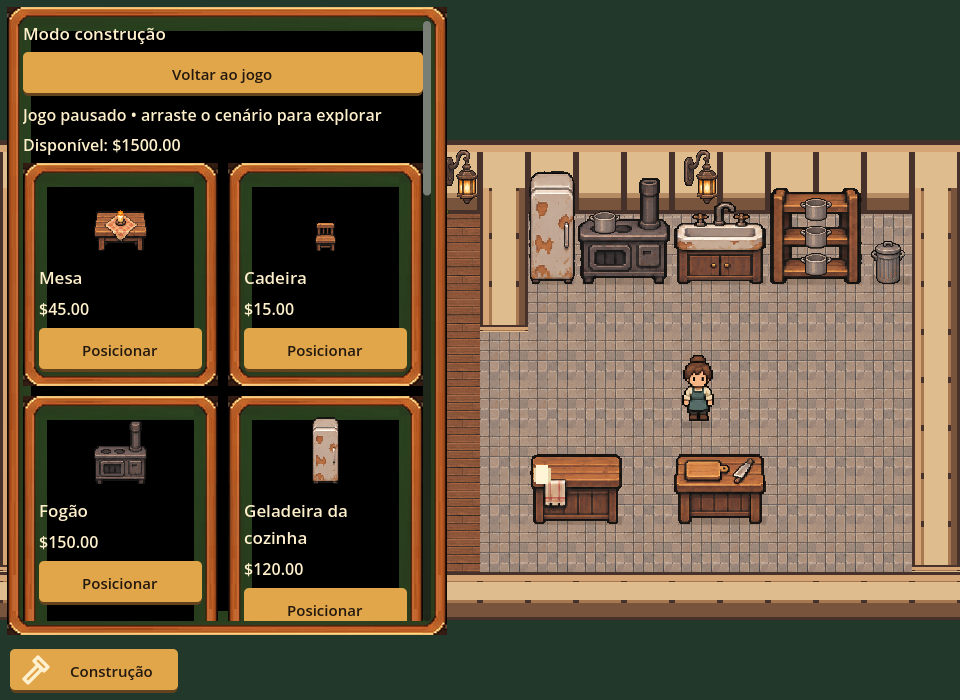 Modo construção
Voltar ao jogo
Jogo pausado • arraste o cenário para explorar
Disponível: $1500.00
Mesa
$45.00
Posicionar
Cadeira
$15.00
Posicionar
Fogão
$150.00
Posicionar
Geladeira da
cozinha
$120.00
Posicionar
Construção